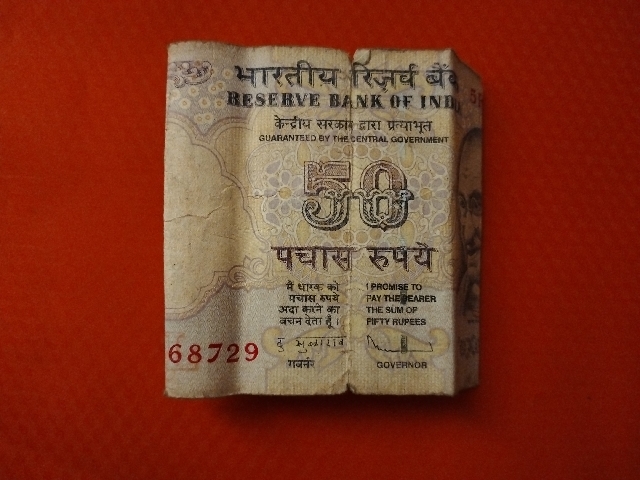 भारतीय रिज़र्व बैंक
RESERVE BANK OF INDI
केन्द्रीय सरकार द्वारा प्रत्याभूत
GUARANTEED BY THE CENTRAL GOVERNMENT
50
पचास रुपये
मैं धारक को
पचास रुपये
अदा करने का
वचन देता हूँ।
I PROMISE TO
PAY THE BEARER
THE SUM OF
FIFTY RUPEES
68729
गवर्नर
GOVERNOR